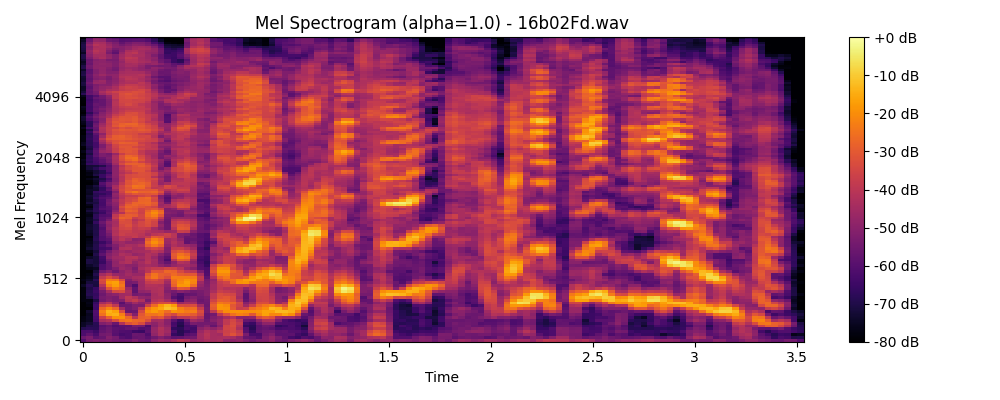 Mel Spectrogram (alpha=1.0) - 16b02Fd.wav
Mel Frequency
4096
2048
1024
512
0
0
0.5
1
1.5
2
2.5
3
3.5
Time
+0 dB
-10 dB
-20 dB
-30 dB
-40 dB
-50 dB
-60 dB
-70 dB
-80 dB